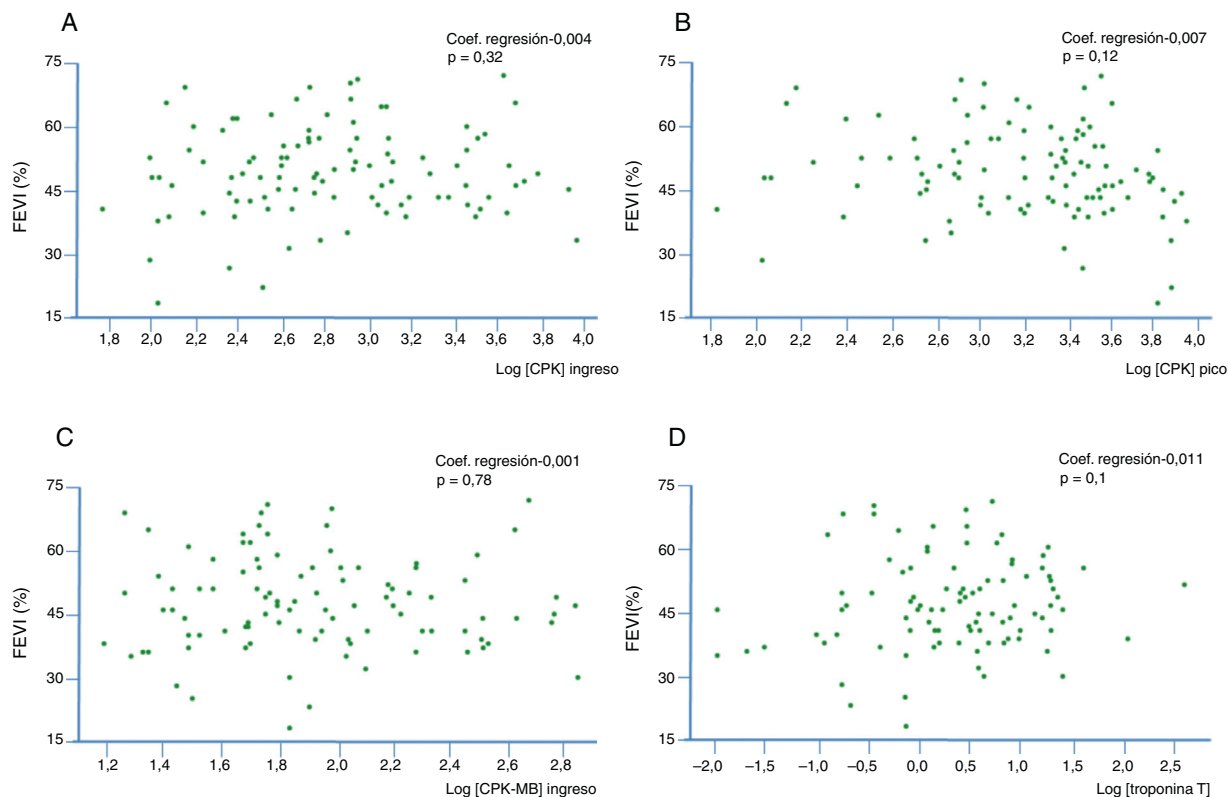 A
Coef. regresión-0,004
p = 0,32
75
60
45
30
15
FEVI (%)
1,8 2,0 2,2 2,4 2,6 2,8 3,0 3,2 3,4 3,6 3,8 4,0
Log [CPK] ingreso
B
Coef. regresión-0,007
p = 0,12
75
60
45
30
15
FEVI (%)
1,8 2,0 2,2 2,4 2,6 3,0 3,2 3,4 3,6 3,8 4,0
Log [CPK] pico
C
Coef. regresión-0,001
p = 0,78
75
60
45
30
15
FEVI (%)
1,2 1,4 1,6 1,8 2,0 2,2 2,4 2,6 2,8
Log [CPK-MB] ingreso
D
Coef. regresión-0,011
p = 0,1
75
60
45
30
15
FEVI(%)
–2,0 –1,5 –1,0 –0,5 0,0 0,5 1,0 1,5 2,0 2,5
Log [troponina T]